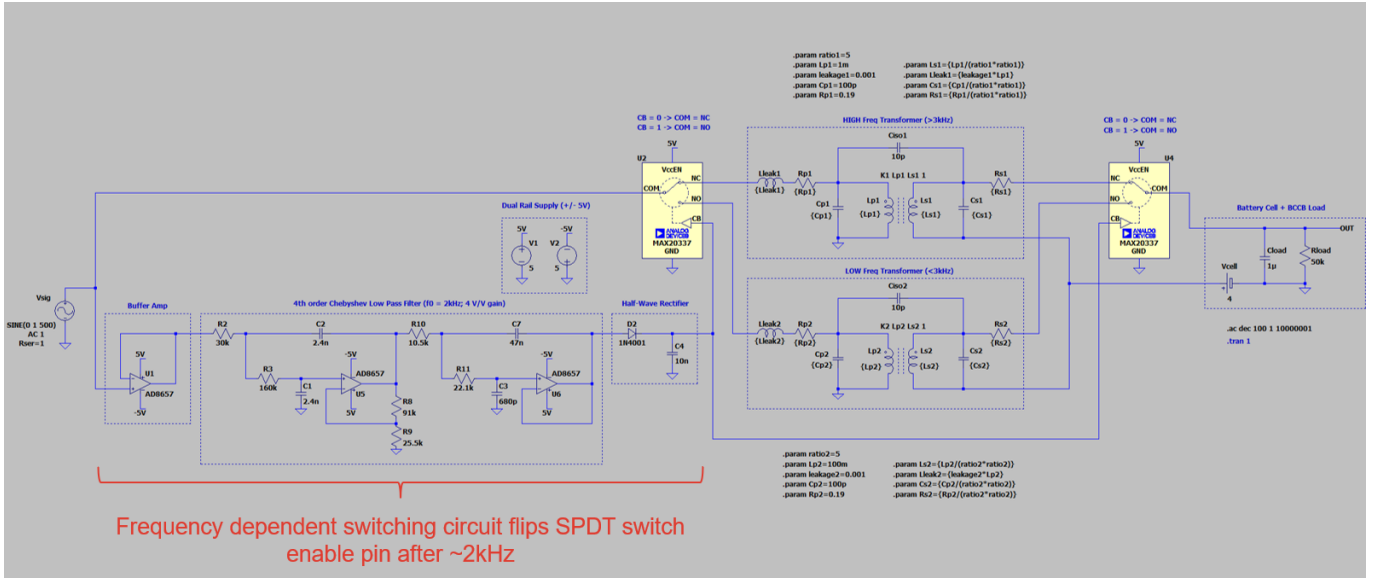 .param ratio1=5
.param Lp1=1m
.param leakage1=0.001
.param Cp1=100p
.param Rp1=0.19
.param Ls1={Lp1/(ratio1*ratio1)}
.param Lleak1={leakage1*Lp1}
.param Cs1={Cp1/(ratio1*ratio1)}
.param Rs1={Rp1/(ratio1*ratio1)}
CB = 0 -> COM = NC
CB = 1 -> COM = NO
5V
U2
VccEN
NC
COM
NO
CB
ANALOG
DEVICES
MAX20337
GND
HIGH Freq Transformer (>3kHz)
Ciso1
10p
Lleak1
{Lleak1}
Rp1
{Rp1}
K1 Lp1 Ls1 1
Cp1
{Cp1}
Lp1
{Lp1}
Ls1
{Ls1}
Cs1
{Cs1}
Rs1
{Rs1}
CB = 0 -> COM = NC
CB = 1 -> COM = NO
5V
U4
VccEN
NC
COM
NO
CB
ANALOG
DEVICES
MAX20337
GND
Battery Cell + BCCB Load
OUT
Cload
1µ
Rload
50k
Vcell
4
.ac dec 100 1 10000001
.tran 1
Dual Rail Supply (+/- 5V)
5V
V1
5
-5V
V2
5
LOW Freq Transformer (<3kHz)
Ciso2
10p
Lleak2
{Lleak2}
Rp2
{Rp2}
K2 Lp2 Ls2 1
Cp2
{Cp2}
Lp2
{Lp2}
Ls2
{Ls2}
Cs2
{Cs2}
Rs2
{Rs2}
Vsig
SINE(0 1 500)
AC 1
Rser=1
Buffer Amp
5V
U1
AD8657
-5V
4th order Chebyshev Low Pass Filter (f0 = 2kHz; 4 V/V gain)
R2
30k
C2
2.4n
R10
10.5k
C7
47n
R3
160k
C1
2.4n
-5V
AD8657
U5
5V
R8
91k
R9
25.5k
R11
22.1k
C3
680p
-5V
AD8657
U6
5V
Half-Wave Rectifier
D2
1N4001
C4
10n
.param ratio2=5
.param Lp2=100m
.param leakage2=0.001
.param Cp2=100p
.param Rp2=0.19
.param Ls2={Lp2/(ratio2*ratio2)}
.param Lleak2={leakage2*Lp2}
.param Cs2={Cp2/(ratio2*ratio2)}
.param Rs2={Rp2/(ratio2*ratio2)}
Frequency dependent switching circuit flips SPDT switch
enable pin after ~2kHz